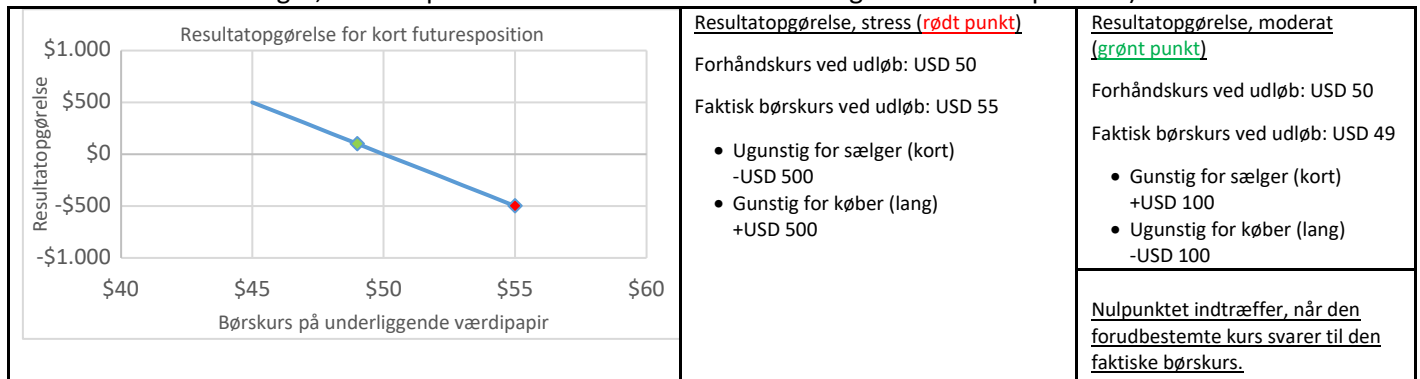 Resultatopgørelse for kort futuresposition
$1.000
$500
$0
-$500
-$1.000
Resultatopgørelse
$40 $45 $50 $55 $60
Børskurs på underliggende værdipapir
Resultatopgørelse, stress (rødt punkt)
Forhåndskurs ved udløb: USD 50
Faktisk børskurs ved udløb: USD 55
• Ugunstig for sælger (kort)
-USD 500
• Gunstig for køber (lang)
+USD 500
Resultatopgørelse, moderat
(grønt punkt)
Forhåndskurs ved udløb: USD 50
Faktisk børskurs ved udløb: USD 49
• Gunstig for sælger (kort)
+USD 100
• Ugunstig for køber (lang)
-USD 100
Nulpunktet indtræffer, når den
forudbestemte kurs svarer til den
faktiske børskurs.